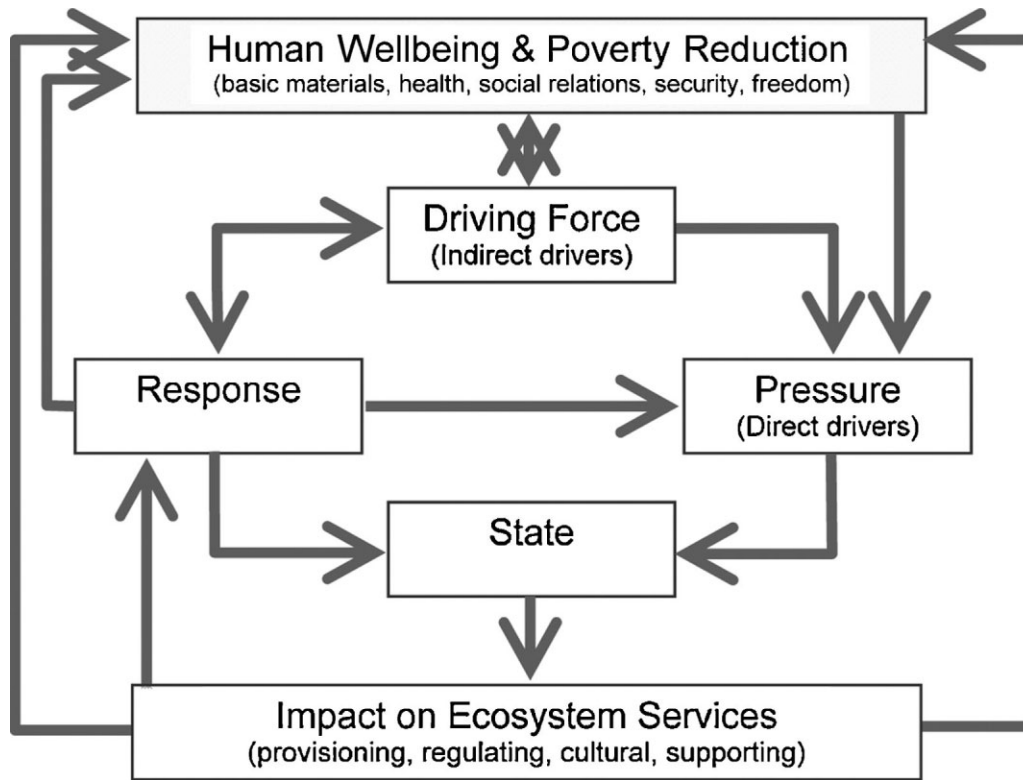 Human Wellbeing & Poverty Reduction
(basic materials, health, social relations, security, freedom)
Driving Force
(Indirect drivers)
Response
Pressure
(Direct drivers)
State
Impact on Ecosystem Services
(provisioning, regulating, cultural, supporting)